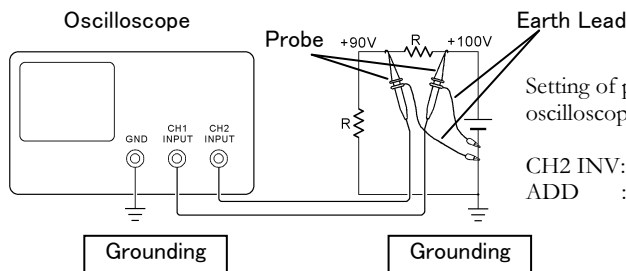 Oscilloscope
Earth Lead
Probe
+90V
R
+100V
Setting of
oscilloscop
R
GND
CH1
INPUT
CH2
INPUT
CH2 INV:
ADD :
Grounding
Grounding